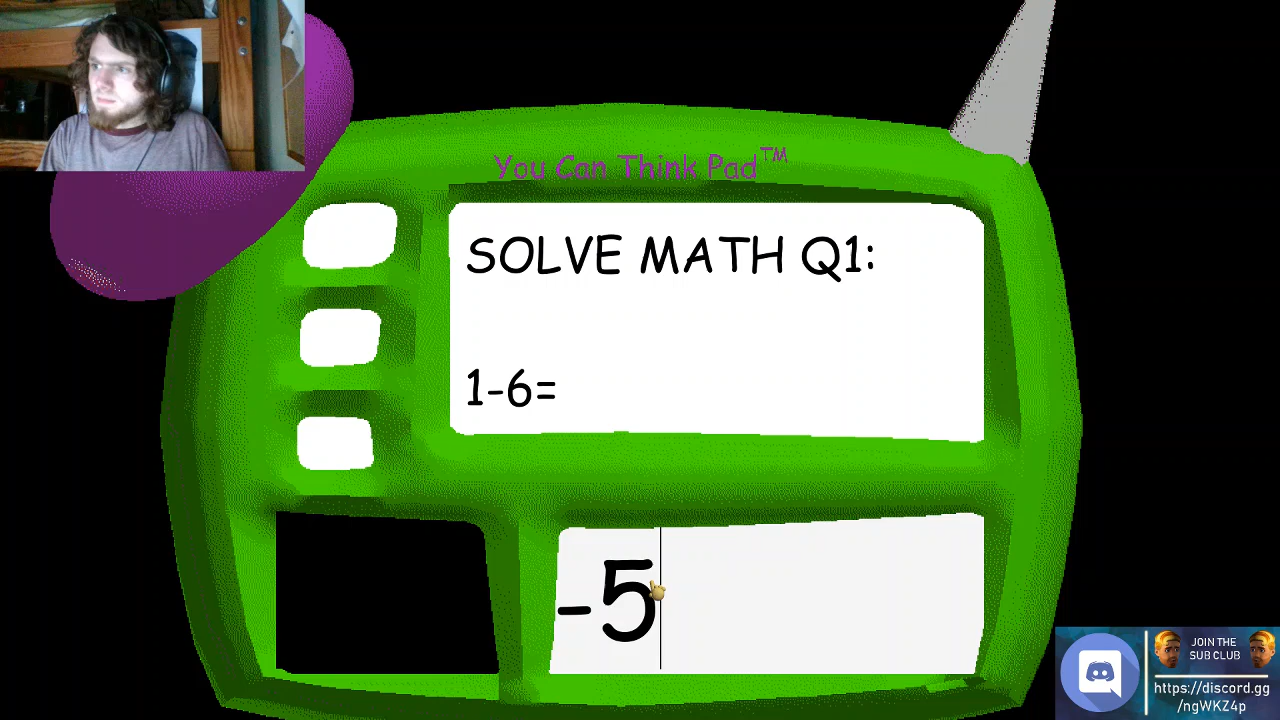 You Can Think Pad™
SOLVE MATH Q1:
1-6=
-5
JOIN THE
SUB CLUB
https://discord.gg
/ngWKZ4p